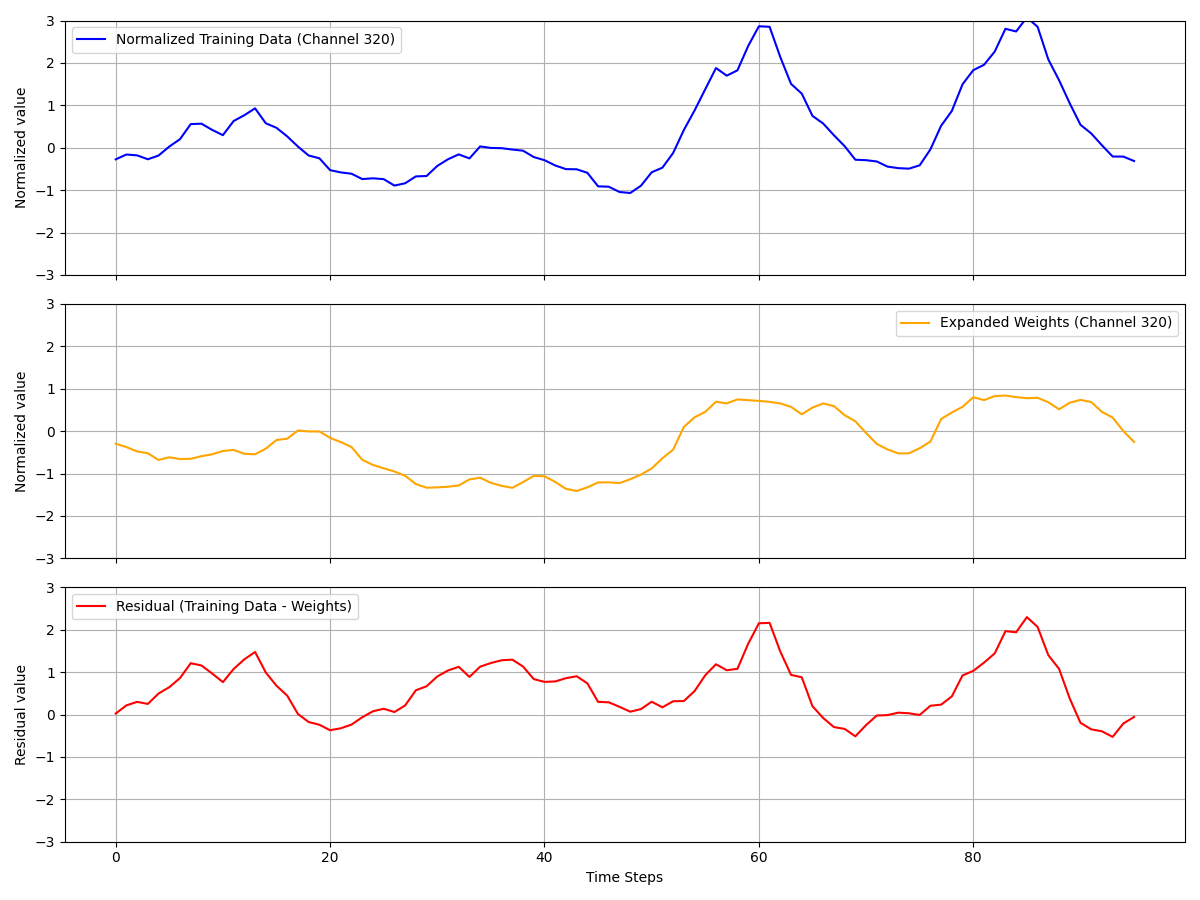 Normalized Training Data (Channel 320)
Normalized value
3
2
1
0
−1
−2
−3
Expanded Weights (Channel 320)
Normalized value
3
2
1
0
−1
−2
−3
Residual (Training Data - Weights)
Residual value
3
2
1
0
−1
−2
−3
0 20 40 60 80
Time Steps